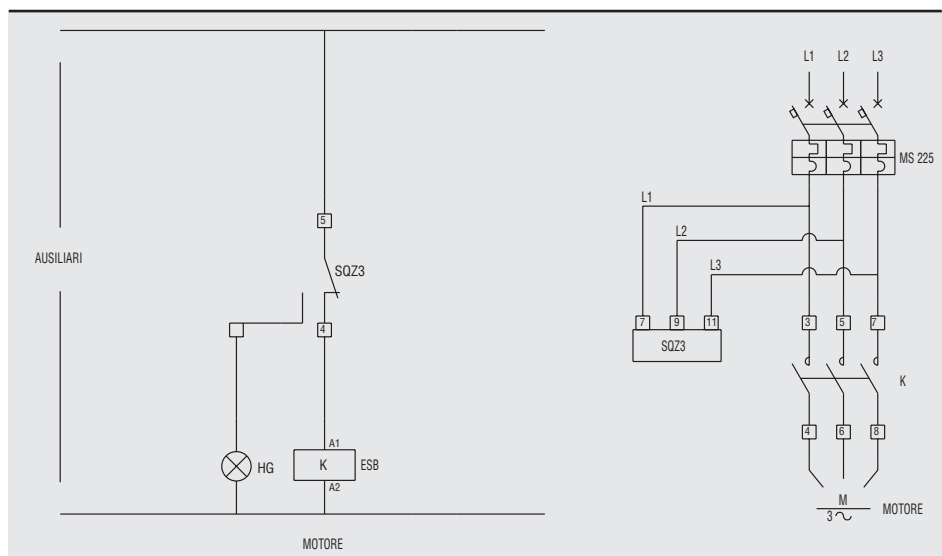 L1 L2 L3
MS 225
L1
5
L2
AUSILIARI
SQZ3
L3
4
7 9 11 3 5 7
SQZ3
K
4 6 8
A1
HG K ESB
A2
M
3 MOTORE
MOTORE